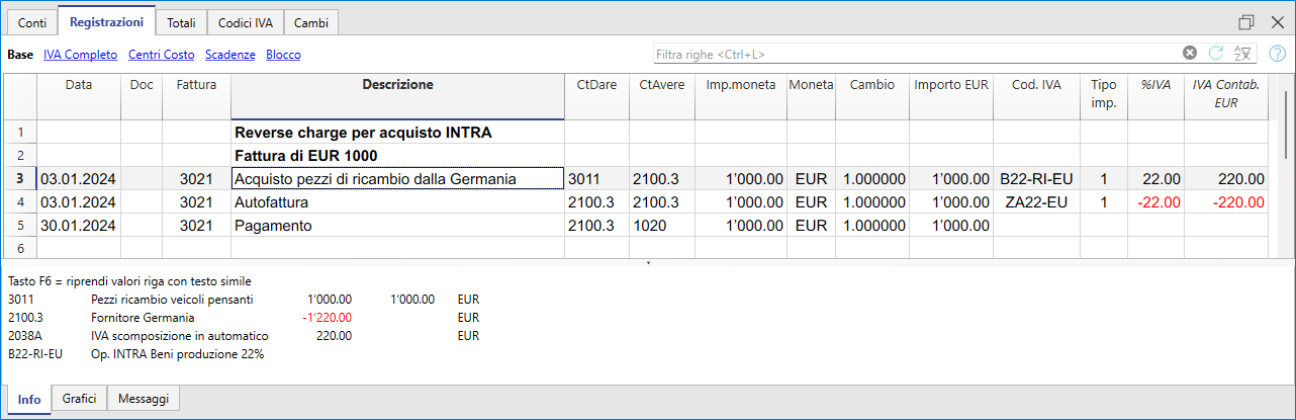 Conti Registrazioni Totali Codici IVA Cambi
Base IVA Completo Centri Costo Scadenze Blocco Filtra righe <Ctrl+L>
Data Doc Fattura Descrizione CtDare CtAvere Imp.moneta Moneta Cambio Importo EUR Cod. IVA Tipo imp. %IVA IVA Contab. EUR
1 Reverse charge per acquisto INTRA
2 Fattura di EUR 1000
3 03.01.2024 3021 Acquisto pezzi di ricambio dalla Germania 3011 2100.3 1'000.00 EUR 1.000000 1'000.00 B22-RI-EU 1 22.00 220.00
4 03.01.2024 3021 Autofattura 2100.3 2100.3 1'000.00 EUR 1.000000 1'000.00 ZA22-EU 1 -22.00 -220.00
5 30.01.2024 3021 Pagamento 2100.3 1020 1'000.00 EUR 1.000000 1'000.00
6
Tasto F6 = riprendi valori riga con testo simile
3011 Pezzi ricambio veicoli pensanti 1'000.00 1'000.00 EUR
2100.3 Fornitore Germania -1'220.00 EUR
2038A IVA scomposizione in automatico 220.00 EUR
B22-RI-EU Op. INTRA Beni produzione 22%
Info Grafici Messaggi